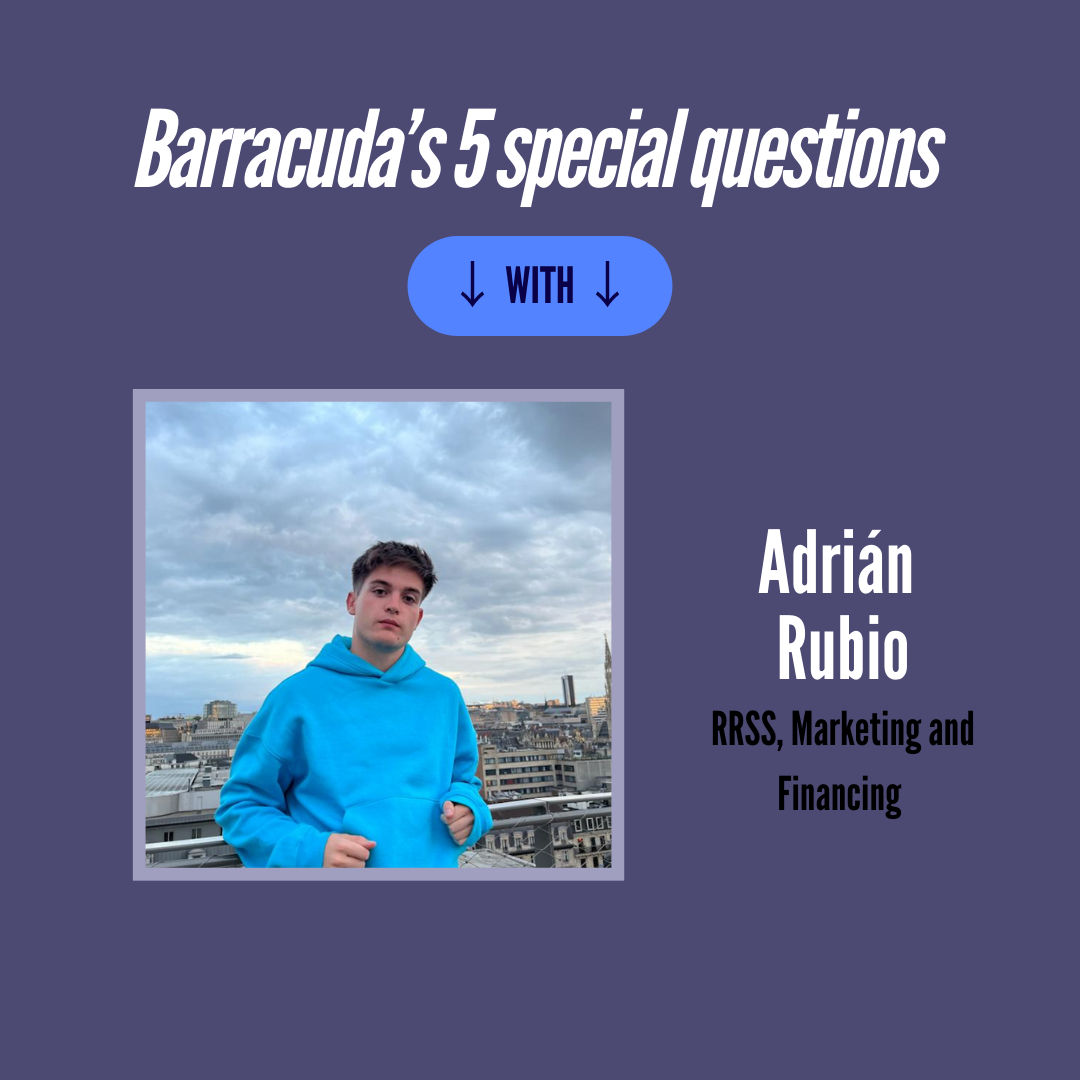 Barracuda’s 5 special questions
↓ WITH ↓
Adrián
Rubio
RRSS, Marketing and
Financing